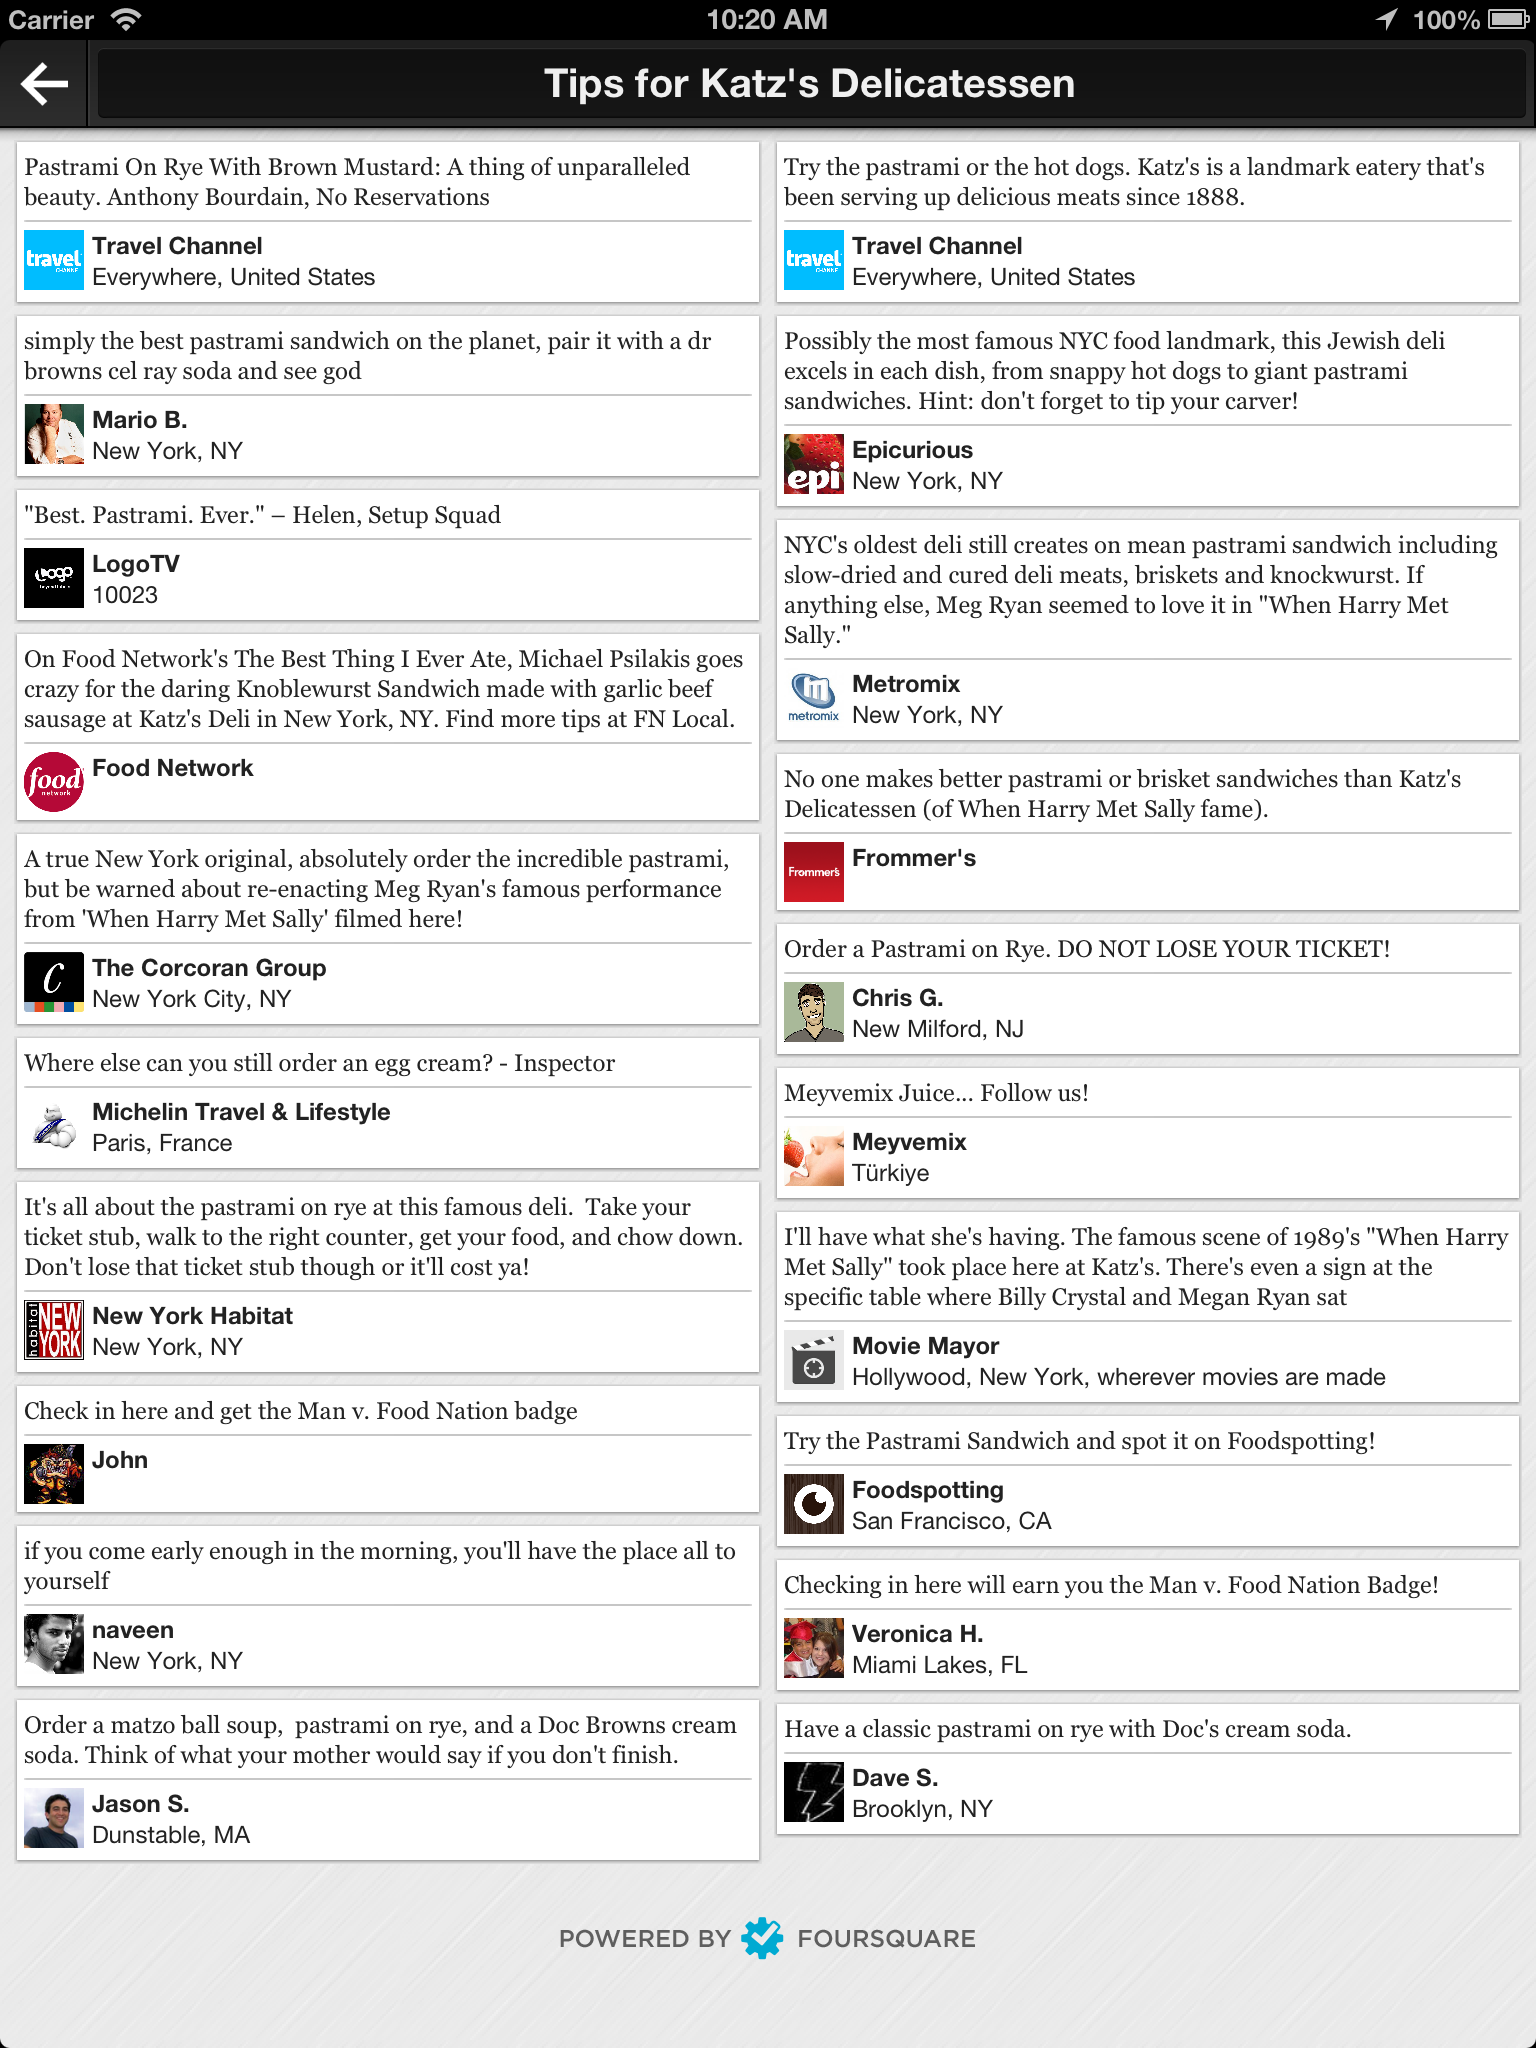 Carrier 10:20 AM 100%
Tips for Katz's Delicatessen
Pastrami On Rye With Brown Mustard: A thing of unparalleled
beauty. Anthony Bourdain, No Reservations
travel
CHANNEL
Travel Channel
Everywhere, United States
simply the best pastrami sandwich on the planet, pair it with a dr
browns cel ray soda and see god
Mario B.
New York, NY
"Best. Pastrami. Ever." – Helen, Setup Squad
Logo
LogoTV
10023
On Food Network's The Best Thing I Ever Ate, Michael Psilakis goes
crazy for the daring Knoblewurst Sandwich made with garlic beef
sausage at Katz's Deli in New York, NY. Find more tips at FN Local.
food
network
Food Network
A true New York original, absolutely order the incredible pastrami,
but be warned about re-enacting Meg Ryan's famous performance
from 'When Harry Met Sally' filmed here!
C
The Corcoran Group
New York City, NY
Where else can you still order an egg cream? - Inspector
Michelin Travel & Lifestyle
Paris, France
It's all about the pastrami on rye at this famous deli.  Take your
ticket stub, walk to the right counter, get your food, and chow down.
Don't lose that ticket stub though or it'll cost ya!
habitat
NEW
YORK
New York Habitat
New York, NY
Check in here and get the Man v. Food Nation badge
John
if you come early enough in the morning, you'll have the place all to
yourself
naveen
New York, NY
Order a matzo ball soup,  pastrami on rye, and a Doc Browns cream
soda. Think of what your mother would say if you don't finish.
Jason S.
Dunstable, MA
Try the pastrami or the hot dogs. Katz's is a landmark eatery that's
been serving up delicious meats since 1888.
travel
CHANNEL
Travel Channel
Everywhere, United States
Possibly the most famous NYC food landmark, this Jewish deli
excels in each dish, from snappy hot dogs to giant pastrami
sandwiches. Hint: don't forget to tip your carver!
epi
Epicurious
New York, NY
NYC's oldest deli still creates on mean pastrami sandwich including
slow-dried and cured deli meats, briskets and knockwurst. If
anything else, Meg Ryan seemed to love it in "When Harry Met
Sally."
m
metromix
Metromix
New York, NY
No one makes better pastrami or brisket sandwiches than Katz's
Delicatessen (of When Harry Met Sally fame).
Frommer's
Frommer's
Order a Pastrami on Rye. DO NOT LOSE YOUR TICKET!
Chris G.
New Milford, NJ
Meyvemix Juice... Follow us!
Meyvemix
Türkiye
I'll have what she's having. The famous scene of 1989's "When Harry
Met Sally" took place here at Katz's. There's even a sign at the
specific table where Billy Crystal and Megan Ryan sat
Movie Mayor
Hollywood, New York, wherever movies are made
Try the Pastrami Sandwich and spot it on Foodspotting!
Foodspotting
San Francisco, CA
Checking in here will earn you the Man v. Food Nation Badge!
Veronica H.
Miami Lakes, FL
Have a classic pastrami on rye with Doc's cream soda.
Dave S.
Brooklyn, NY
POWERED BY FOURSQUARE